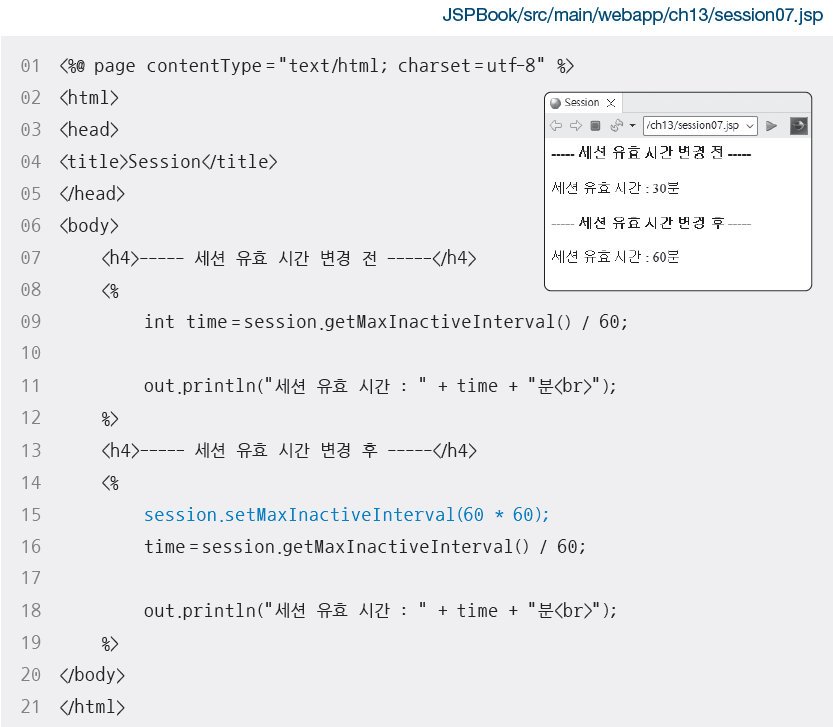 JSPBook/src/main/webapp/ch13/session07.jsp
01 <%@ page contentType="text/html; charset=utf-8" %>
02 <html>
03 <head>
04 <title>Session</title>
05 </head>
06 <body>
07     <h4>----- 세션 유효 시간 변경 전 -----</h4>
08     <%
09         int time=session.getMaxInactiveInterval() / 60;
10
11         out.println("세션 유효 시간 : " + time + "분<br>");
12     %>
13     <h4>----- 세션 유효 시간 변경 후 -----</h4>
14     <%
15         session.setMaxInactiveInterval(60 * 60);
16         time=session.getMaxInactiveInterval() / 60;
17
18         out.println("세션 유효 시간 : " + time + "분<br>");
19     %>
20 </body>
21 </html>
Session
/ch13/session07.jsp
----- 세션 유효 시간 변경 전 -----
세션 유효 시간 : 30분
----- 세션 유효 시간 변경 후 -----
세션 유효 시간 : 60분